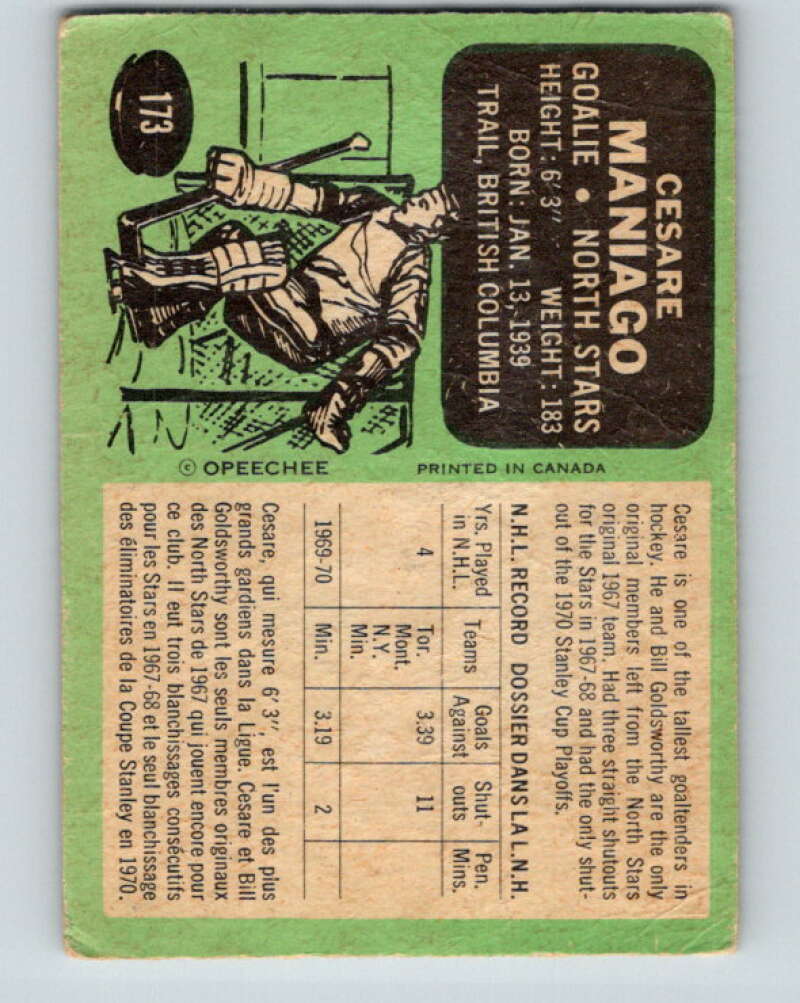 173
CESARE
MANIAGO
GOALIE • NORTH STARS
HEIGHT: 6'3" WEIGHT: 183
BORN: JAN. 13, 1939
TRAIL, BRITISH COLUMBIA
© OPEECHEE PRINTED IN CANADA
Cesare is one of the tallest goaltenders in
hockey. He and Bill Goldsworthy are the only
original members left from the North Stars
original 1967 team. Had three straight shutouts
for the Stars in 1967-68 and had the only shut-
out of the 1970 Stanley Cup Playoffs.
N.H.L. RECORD DOSSIER DANS LA L.N.H.
Yrs. Played in N.H.L. Teams Goals Against Shut-outs Pen. Mins.
4 Tor. 3.39 11
Mont.
N.Y.
Min.
1969-70 Min. 3.19 2
Cesare, qui mesure 6'3", est l'un des plus
grands gardiens dans la Ligue. Cesare et Bill
Goldsworthy sont les seuls membres orginaux
des North Stars de 1967 qui jouent encore pour
ce club. Il eut trois blanchissages consécutifs
pour les Stars en 1967-68 et le seul blanchissage
des éliminatoires de la Coupe Stanley en 1970.